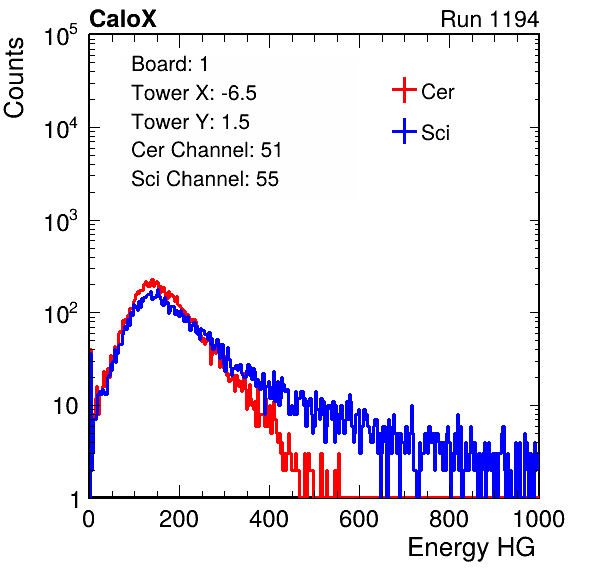 CaloX Run 1194
Counts
Board: 1
Tower X: -6.5
Tower Y: 1.5
Cer Channel: 51
Sci Channel: 55
Cer
Sci
10^5
10^4
10^3
10^2
10
1
0 200 400 600 800 1000
Energy HG